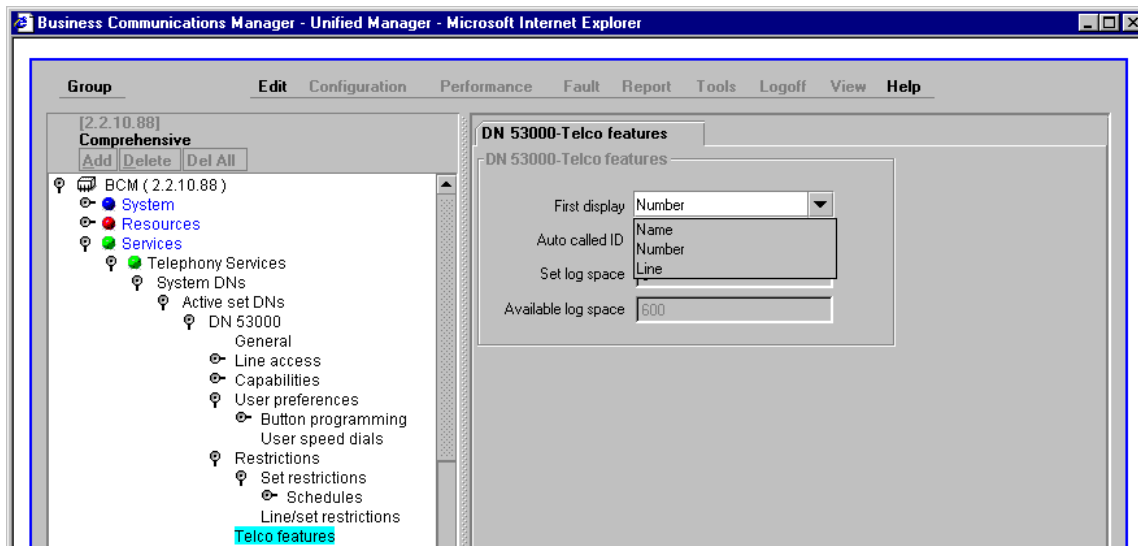 Business Communications Manager - Unified Manager - Microsoft Internet Explorer
Group Edit Configuration Performance Fault Report Tools Logoff View Help
[2.2.10.88]
Comprehensive
Add Delete Del All
BCM ( 2.2.10.88 )
System
Resources
Services
Telephony Services
System DNs
Active set DNs
DN 53000
General
Line access
Capabilities
User preferences
Button programming
User speed dials
Restrictions
Set restrictions
Schedules
Line/set restrictions
Telco features
DN 53000-Telco features
DN 53000-Telco features
First display Number
Name
Number
Line
Auto called ID
Set log space
Available log space 600